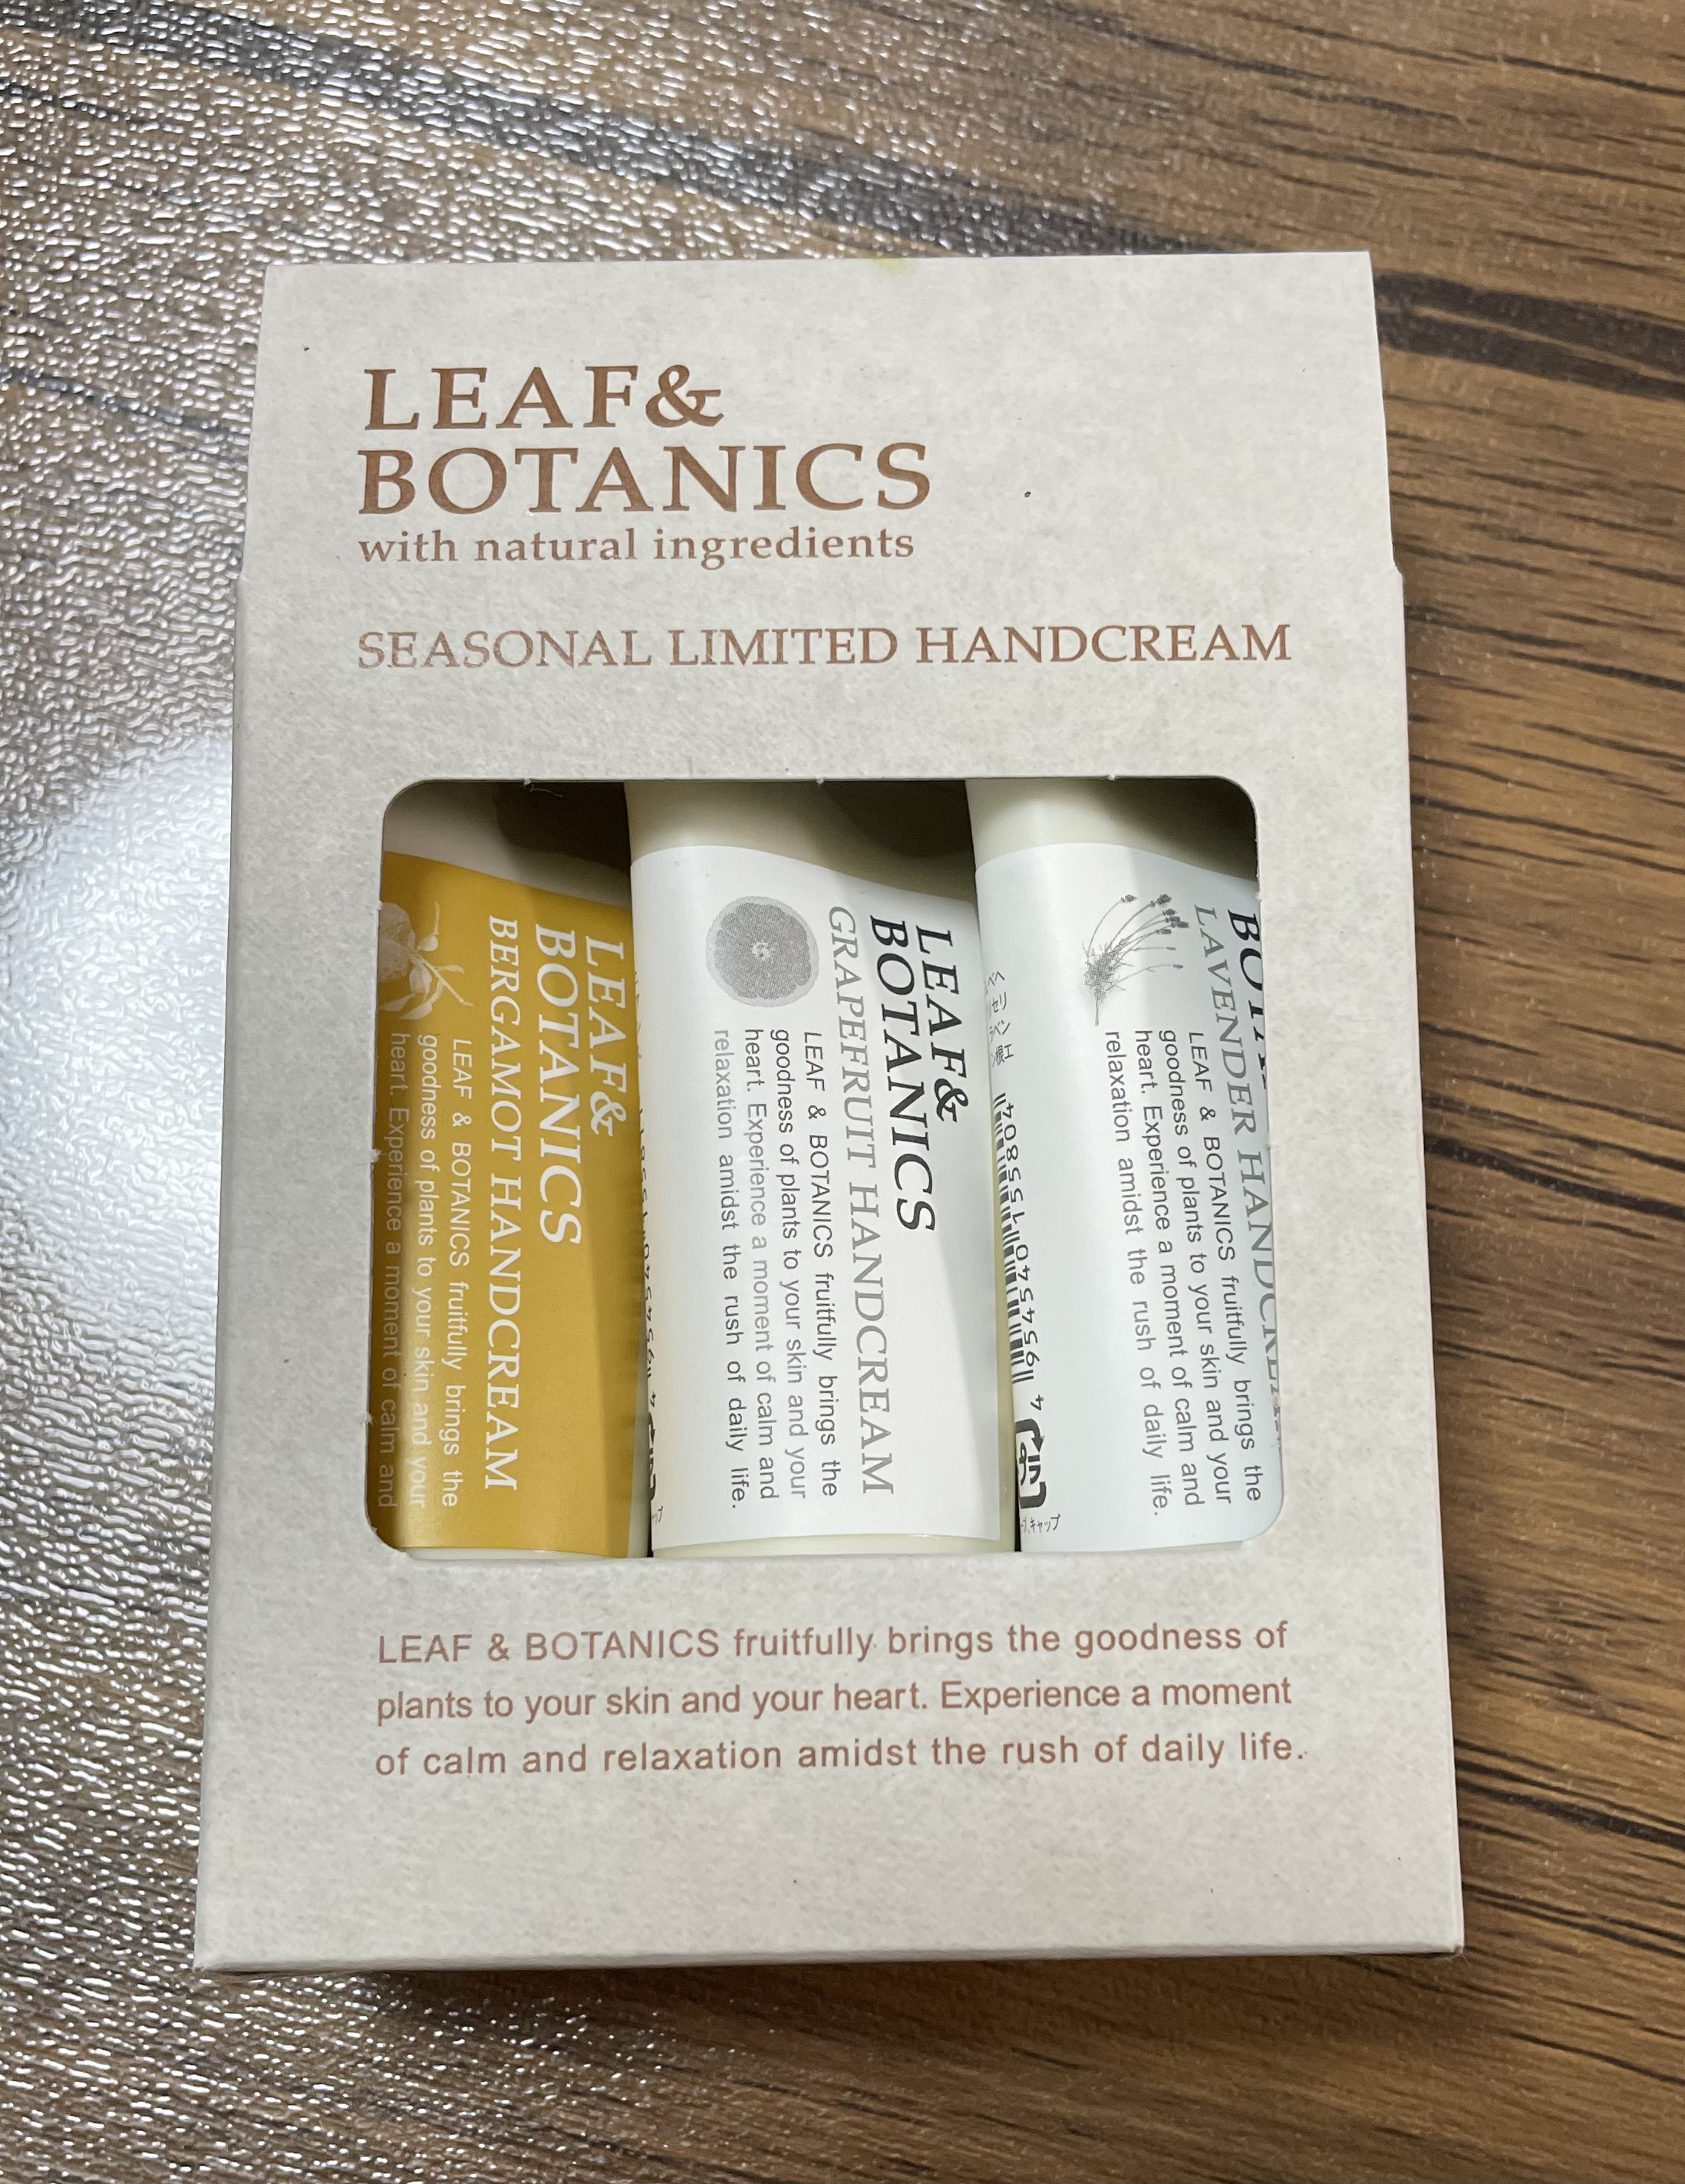 LEAF&
BOTANICS
with natural ingredients
SEASONAL LIMITED HANDCREAM
LEAF&
BOTANICS
BERGAMOT HANDCREAM
LEAF & BOTANICS fruitfully brings the
goodness of plants to your skin and your
heart. Experience a moment of calm and
LEAF&
BOTANICS
GRAPEFRUIT HANDCREAM
LEAF & BOTANICS fruitfully brings the
goodness of plants to your skin and your
heart. Experience a moment of calm and
relaxation amidst the rush of daily life.
キャップ
LAVENDER
LEAF & BOTANICS fruitfully brings the
goodness of plants to your skin and your
heart. Experience a moment of calm and
relaxation amidst the rush of daily life.
LEAF & BOTANICS fruitfully brings the goodness of
plants to your skin and your heart. Experience a moment
of calm and relaxation amidst the rush of daily life.